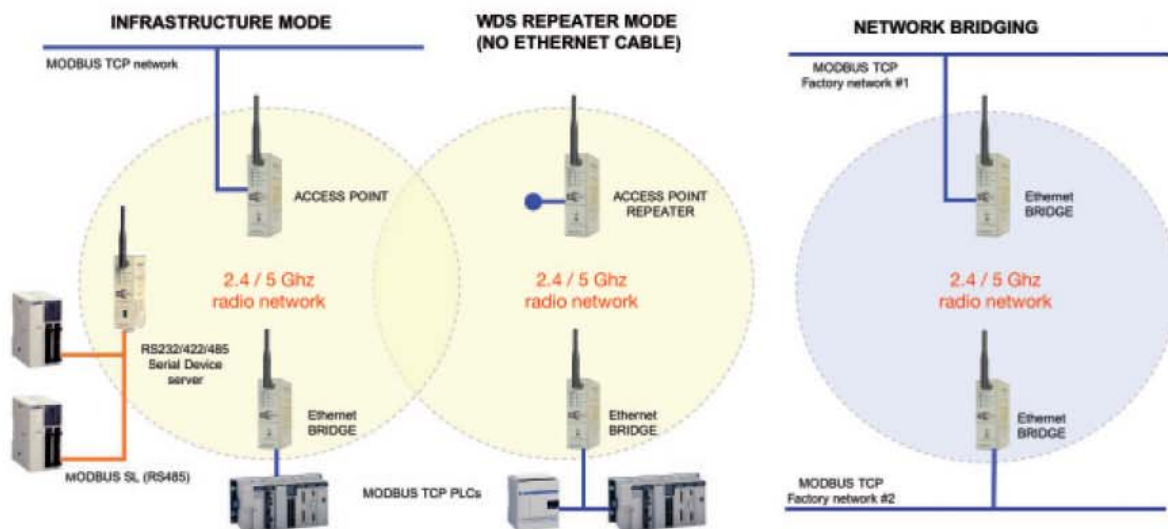 INFRASTRUCTURE MODE
MODBUS TCP network
ACCESS POINT
2.4 / 5 Ghz
radio network
RS232/422/485
Serial Device
server
Ethernet
BRIDGE
MODBUS SL (RS485)
WDS REPEATER MODE
(NO ETHERNET CABLE)
ACCESS POINT
REPEATER
2.4 / 5 Ghz
radio network
Ethernet
BRIDGE
MODBUS TCP PLCs
NETWORK BRIDGING
MODBUS TCP
Factory network #1
Ethernet
BRIDGE
2.4 / 5 Ghz
radio network
Ethernet
BRIDGE
MODBUS TCP
Factory network #2